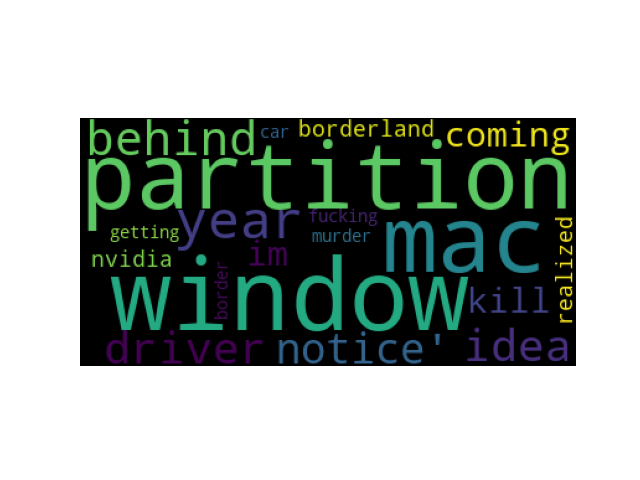 behind car borderland coming
partition
year fucking
getting murder mac
nvidia im realized
window border kill
driver notice' idea